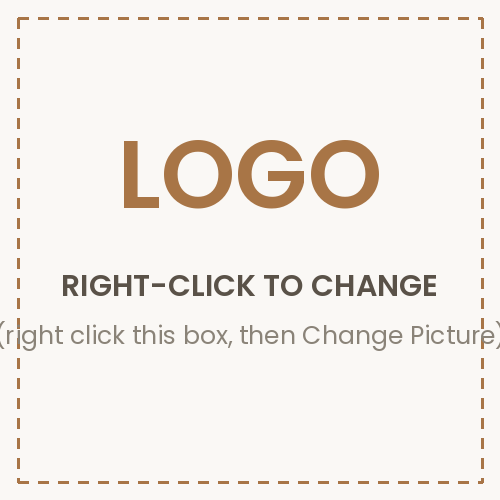 LOGO
RIGHT-CLICK TO CHANGE
(right click this box, then Change Picture)